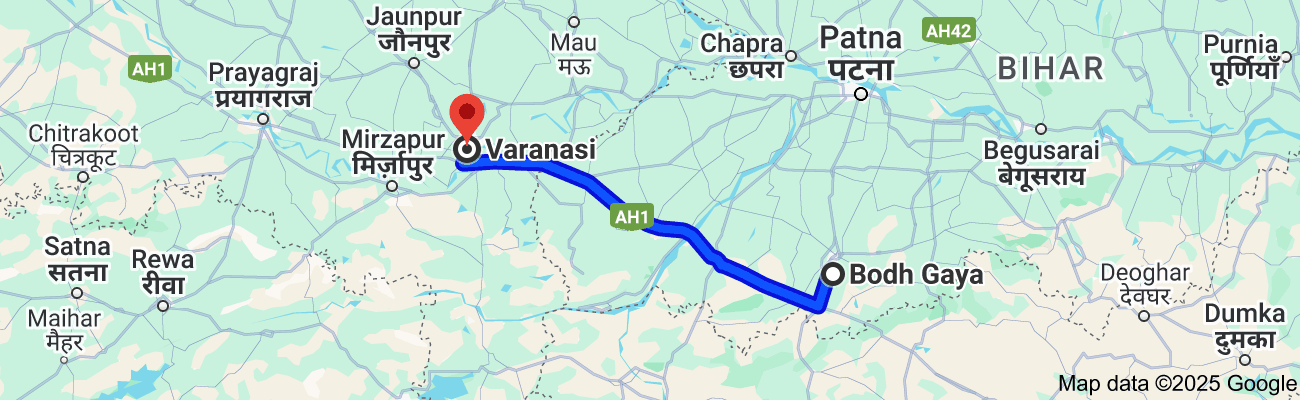 Jaunpur
जौनपुर
Mau
मऊ
Chapra
छपरा
Patna
पटना
AH42
BIHAR
Purnia
पूर्णियाँ
AH1
Prayagraj
प्रयागराज
Chitrakoot
चित्रकूट
Mirzapur
मिर्ज़ापुर
Varanasi
Begusarai
बेगूसराय
AH1
Satna
सतना
Rewa
रीवा
Bodh Gaya
Deoghar
देवघर
Maihar
मैहर
Dumka
दुमका
Map data ©2025 Google